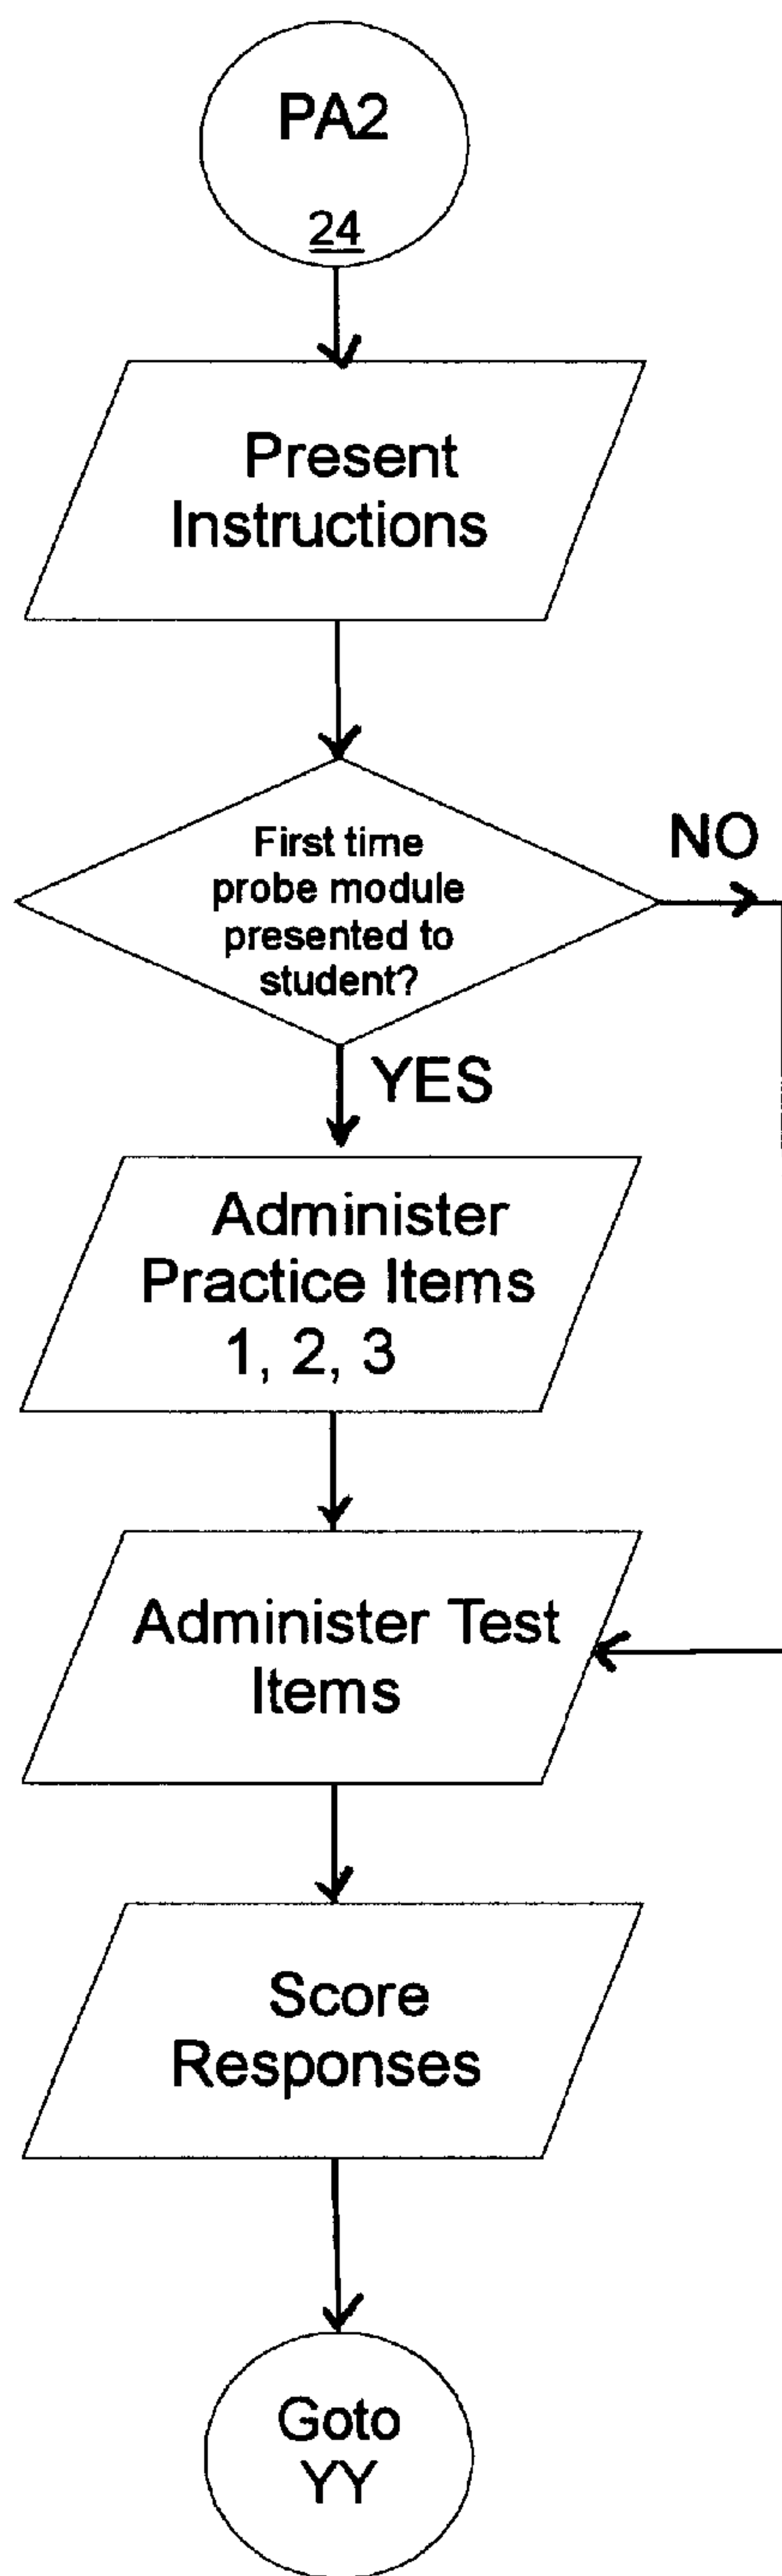 PA2
24
Present
Instructions
First time
probe module
presented to
student?
NO
YES
Administer
Practice Items
1, 2, 3
Administer Test
Items
Score
Responses
Goto
YY